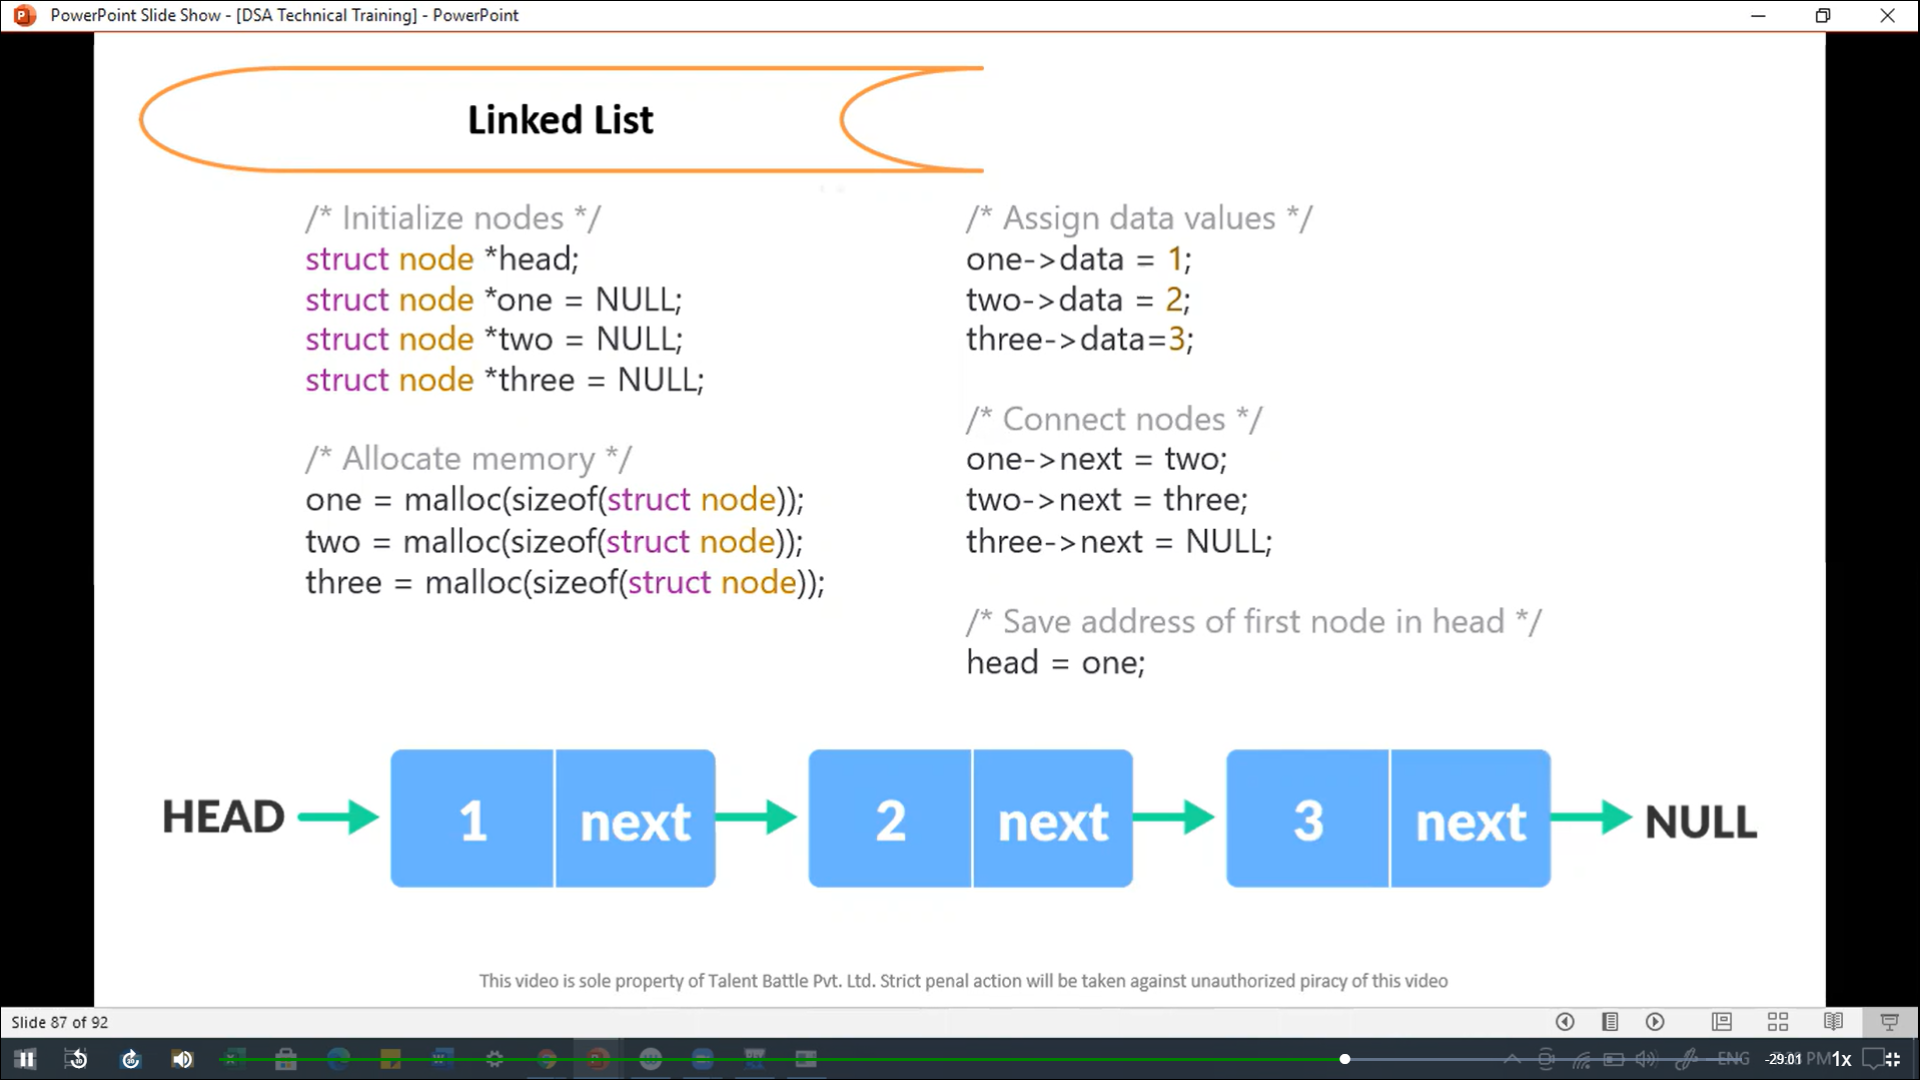 PowerPoint Slide Show - [DSA Technical Training] - PowerPoint
Linked List
/* Initialize nodes */
struct node *head;
struct node *one = NULL;
struct node *two = NULL;
struct node *three = NULL;
/* Allocate memory */
one = malloc(sizeof(struct node));
two = malloc(sizeof(struct node));
three = malloc(sizeof(struct node));
/* Assign data values */
one->data = 1;
two->data = 2;
three->data=3;
/* Connect nodes */
one->next = two;
two->next = three;
three->next = NULL;
/* Save address of first node in head */
head = one;
HEAD 1 next 2 next 3 next NULL
This video is sole property of Talent Battle Pvt. Ltd. Strict penal action will be taken against unauthorized piracy of this video
Slide 87 of 92
ENG -29:01 PM 1x